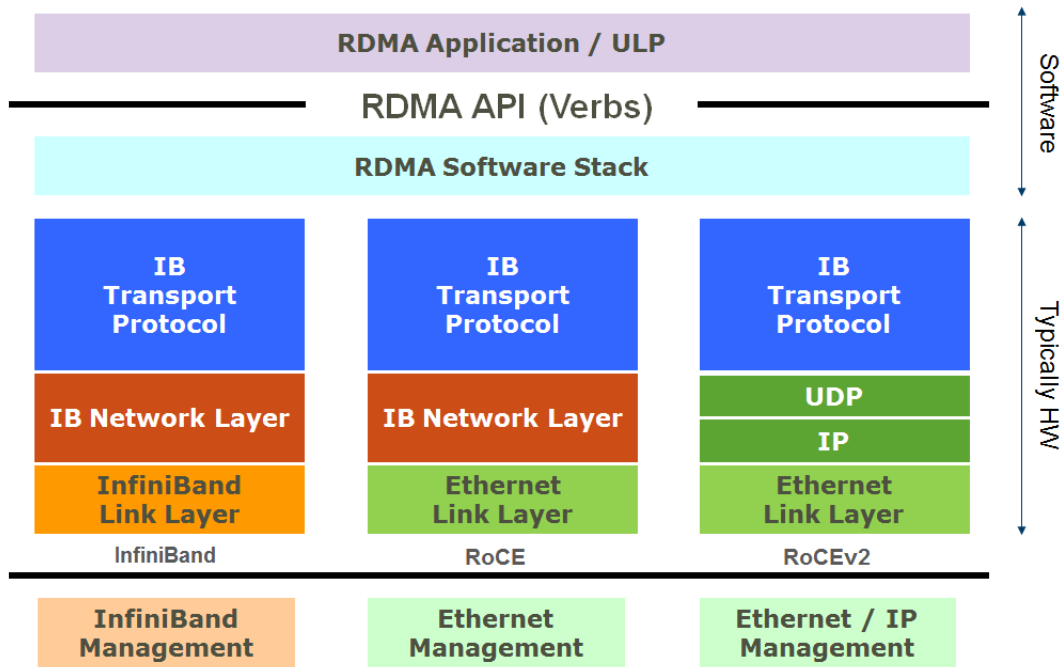 RDMA Application / ULP
RDMA API (Verbs)
RDMA Software Stack
Software
IB
Transport
Protocol
IB
Transport
Protocol
IB
Transport
Protocol
IB Network Layer
IB Network Layer
UDP
IP
InfiniBand
Link Layer
Ethernet
Link Layer
Ethernet
Link Layer
Typically HW
InfiniBand
RoCE
RoCEv2
InfiniBand
Management
Ethernet
Management
Ethernet / IP
Management